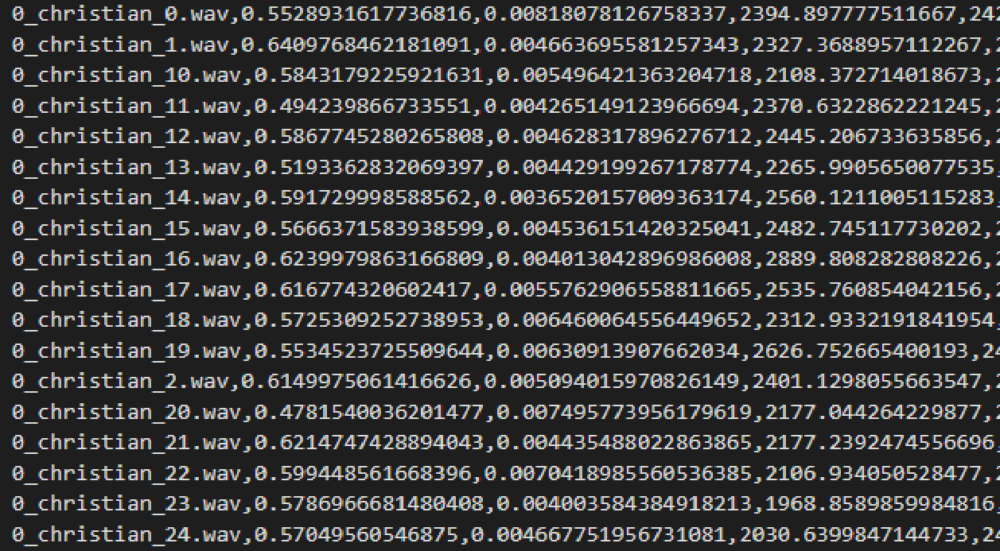 0_christian_0.wav,0.5528931617736816,0.00818078126758337,2394.897777511667,242
0_christian_1.wav,0.6409768462181091,0.004663695581257343,2327.3688957112267,2
0_christian_10.wav,0.5843179225921631,0.005496421363204718,2108.372714018673,2
0_christian_11.wav,0.494239866733551,0.004265149123966694,2370.6322862221245,2
0_christian_12.wav,0.5867745280265808,0.004628317896276712,2445.206733635856,2
0_christian_13.wav,0.5193362832069397,0.004429199267178774,2265.9905650077535,
0_christian_14.wav,0.591729998588562,0.003652015700936317​4,2560.1211005115283,
0_christian_15.wav,0.5666371583938599,0.004536151420325041,2482.745117730202,2
0_christian_16.wav,0.6239979863166809,0.004013042896986008,2889.808282808226,2
0_christian_17.wav,0.616774320602417,0.0055762906558811665,2535.760854042156,2
0_christian_18.wav,0.5725309252738953,0.006460064556449652,2312.9332191841954,
0_christian_19.wav,0.5534523725509644,0.00630913907662034,2626.752665400193,24
0_christian_2.wav,0.6149975061416626,0.005094015970826149,2401.1298055663547,2
0_christian_20.wav,0.4781540036201477,0.007495773956179619,2177.044264229877,2
0_christian_21.wav,0.6214747428894043,0.004435488022863865,2177.2392474556696,
0_christian_22.wav,0.599448561668396,0.0070418985560536385,2106.934050528477,2
0_christian_23.wav,0.5786966681480408,0.004003584384918213,1968.8589859984816,
0_christian_24.wav,0.57049560546875,0.004667751956731081,2030.6399847144733,24